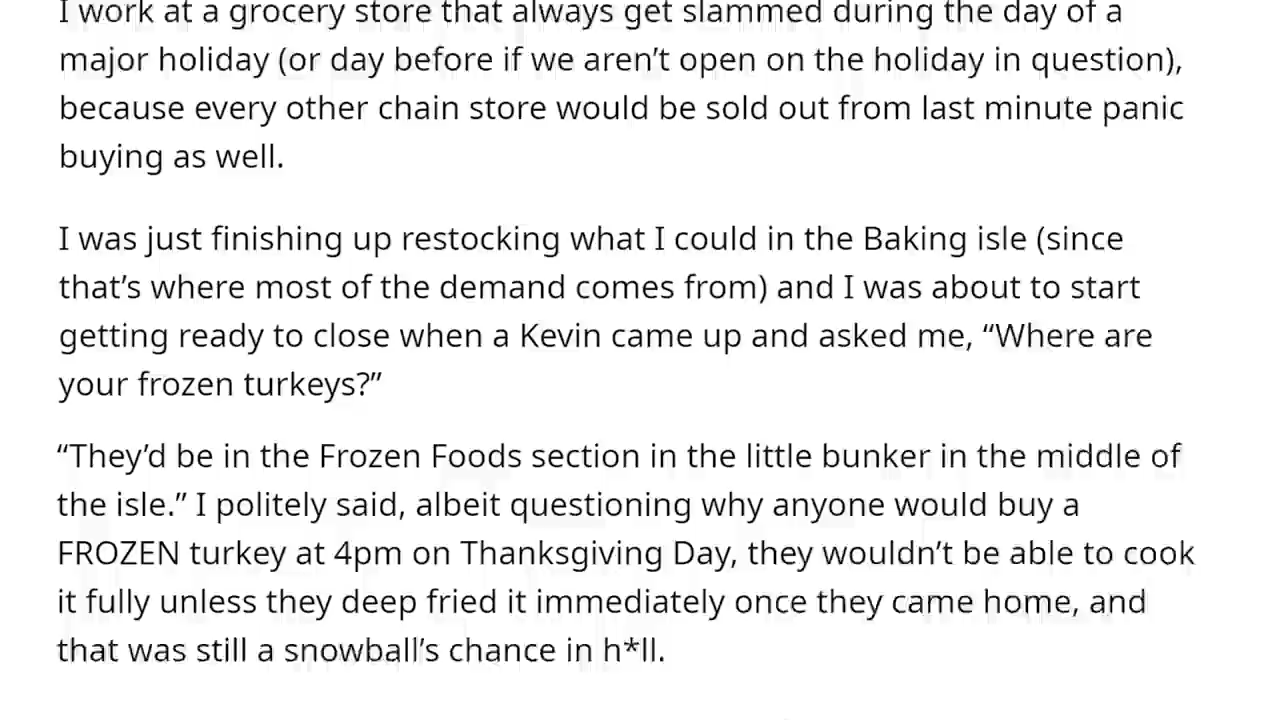 I work at a grocery store that always get slammed during the day of a
major holiday (or day before if we aren’t open on the holiday in question),
because every other chain store would be sold out from last minute panic
buying as well.
I was just finishing up restocking what I could in the Baking isle (since
that’s where most of the demand comes from) and I was about to start
getting ready to close when a Kevin came up and asked me, “Where are
your frozen turkeys?”
“They’d be in the Frozen Foods section in the little bunker in the middle of
the isle.” I politely said, albeit questioning why anyone would buy a
FROZEN turkey at 4pm on Thanksgiving Day, they wouldn’t be able to cook
it fully unless they deep fried it immediately once they came home, and
that was still a snowball’s chance in h*ll.